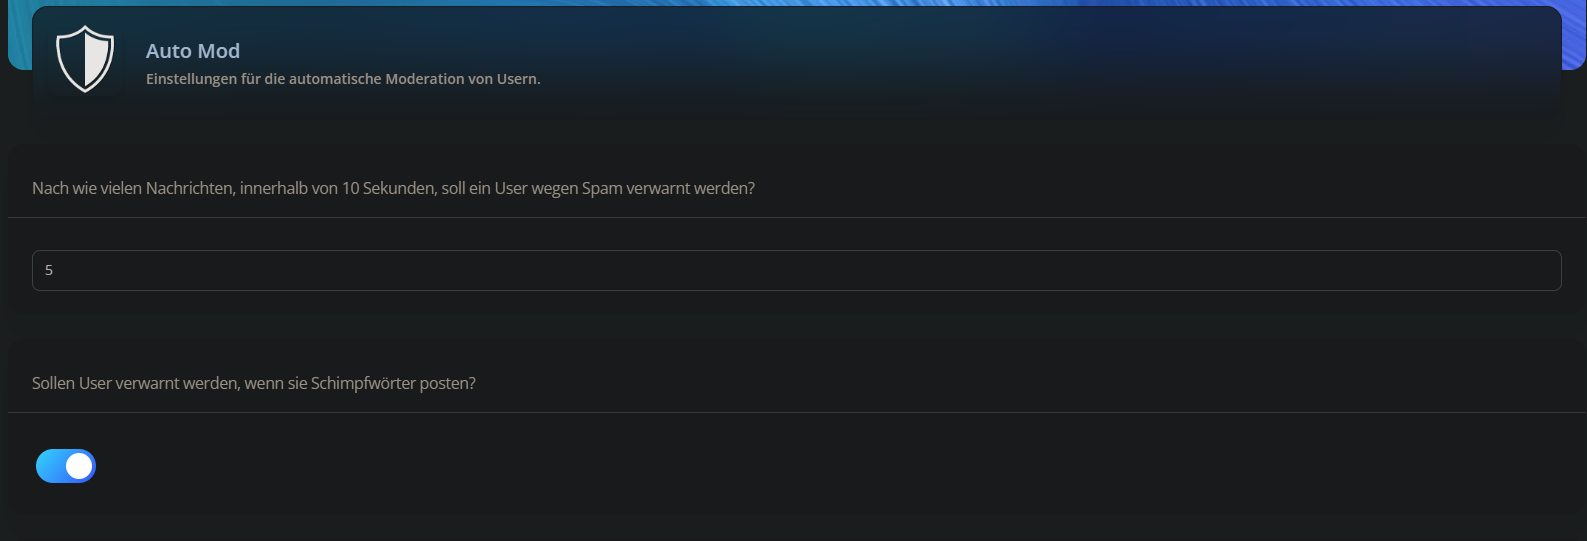 Auto Mod
Einstellungen für die automatische Moderation von Usern.
Nach wie vielen Nachrichten, innerhalb von 10 Sekunden, soll ein User wegen Spam verwarnt werden?
5
Sollen User verwarnt werden, wenn sie Schimpfwörter posten?